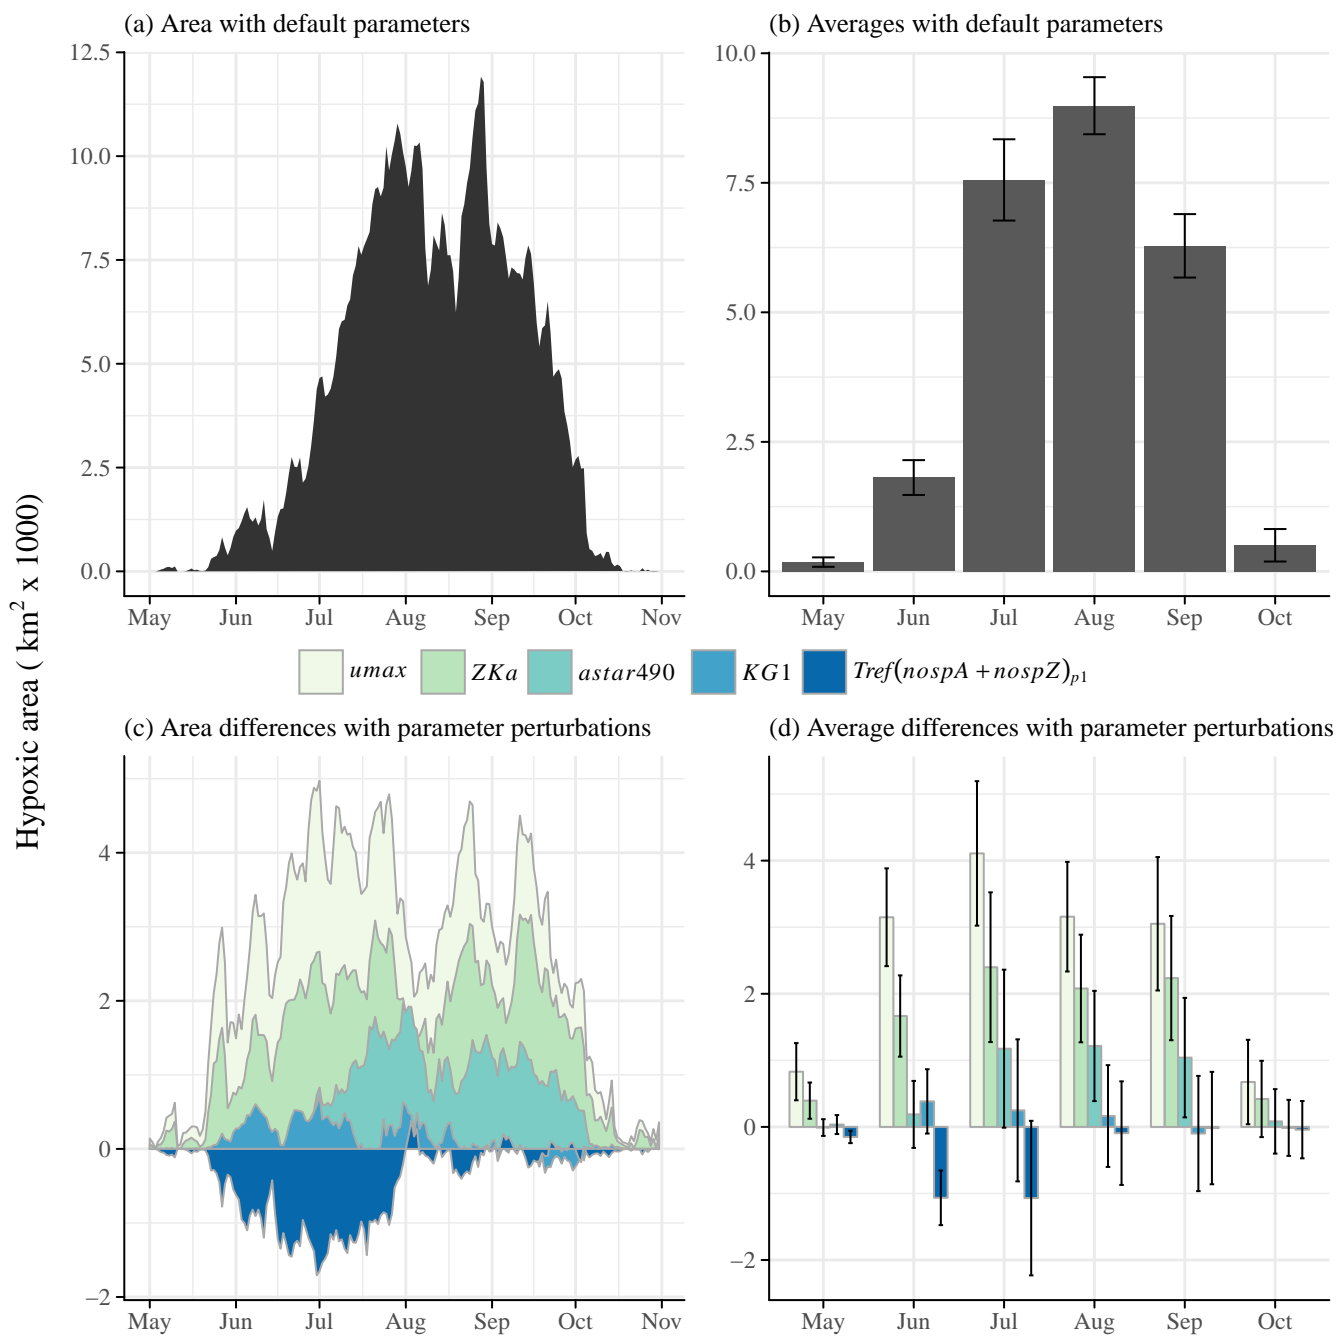 (a) Area with default parameters
12.5
10.0
7.5
5.0
2.5
0.0
May Jun Jul Aug Sep Oct Nov
(b) Averages with default parameters
10.0
7.5
5.0
2.5
0.0
May Jun Jul Aug Sep Oct
Hypoxic area ( km² x 1000)
umax ZKa astar490 KG1 Tref(nospA + nospZ)p1
(c) Area differences with parameter perturbations
4
2
0
−2
May Jun Jul Aug Sep Oct Nov
(d) Average differences with parameter perturbations
4
2
0
−2
May Jun Jul Aug Sep Oct